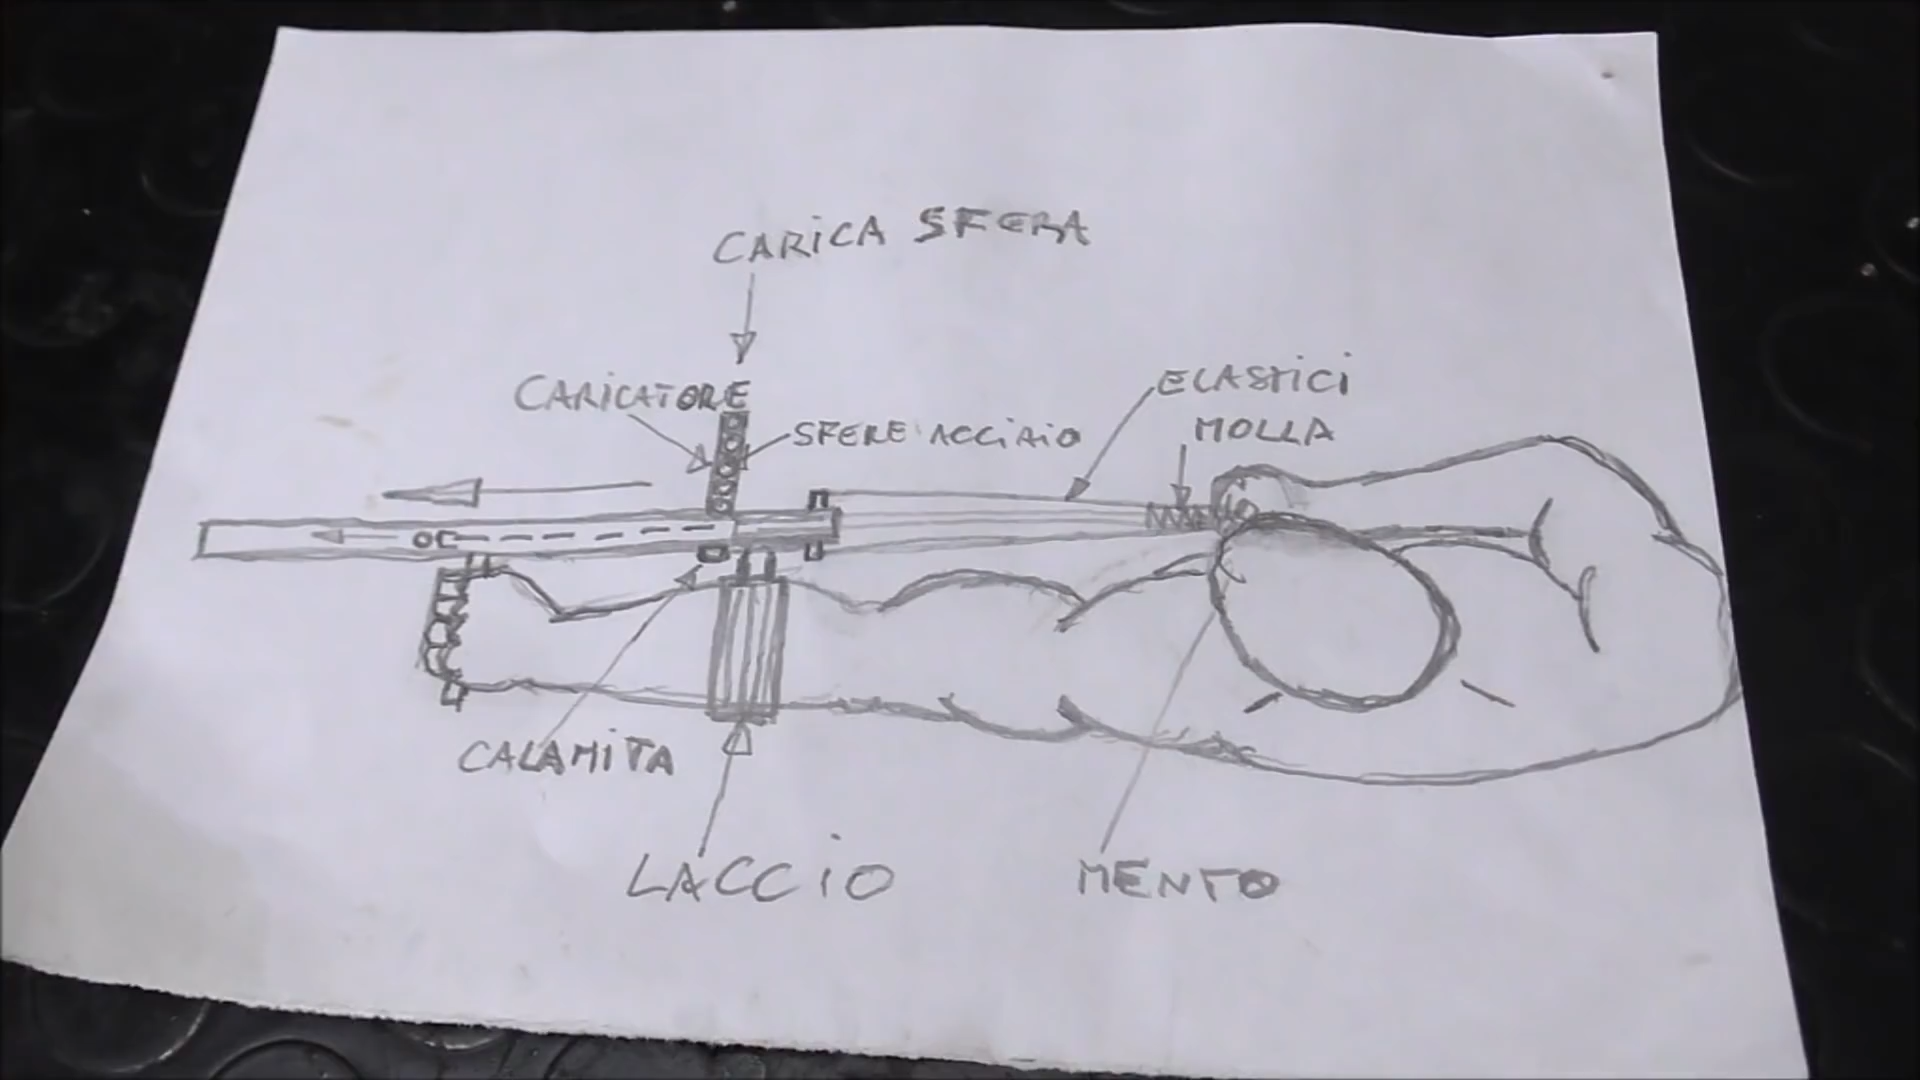 CARICA SFERA
CARICATORE
SFERE ACCIAIO
ELASTICI
MOLLA
CALAMITA
LACCIO
MENTO